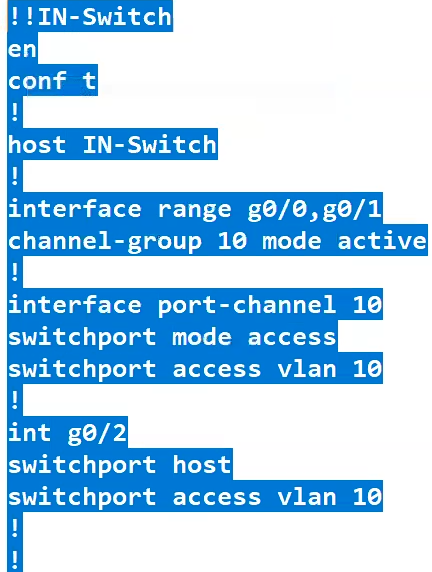 !!IN-Switch
en
conf t
!
host IN-Switch
!
interface range g0/0,g0/1
channel-group 10 mode active
!
interface port-channel 10
switchport mode access
switchport access vlan 10
!
int g0/2
switchport host
switchport access vlan 10
!
!